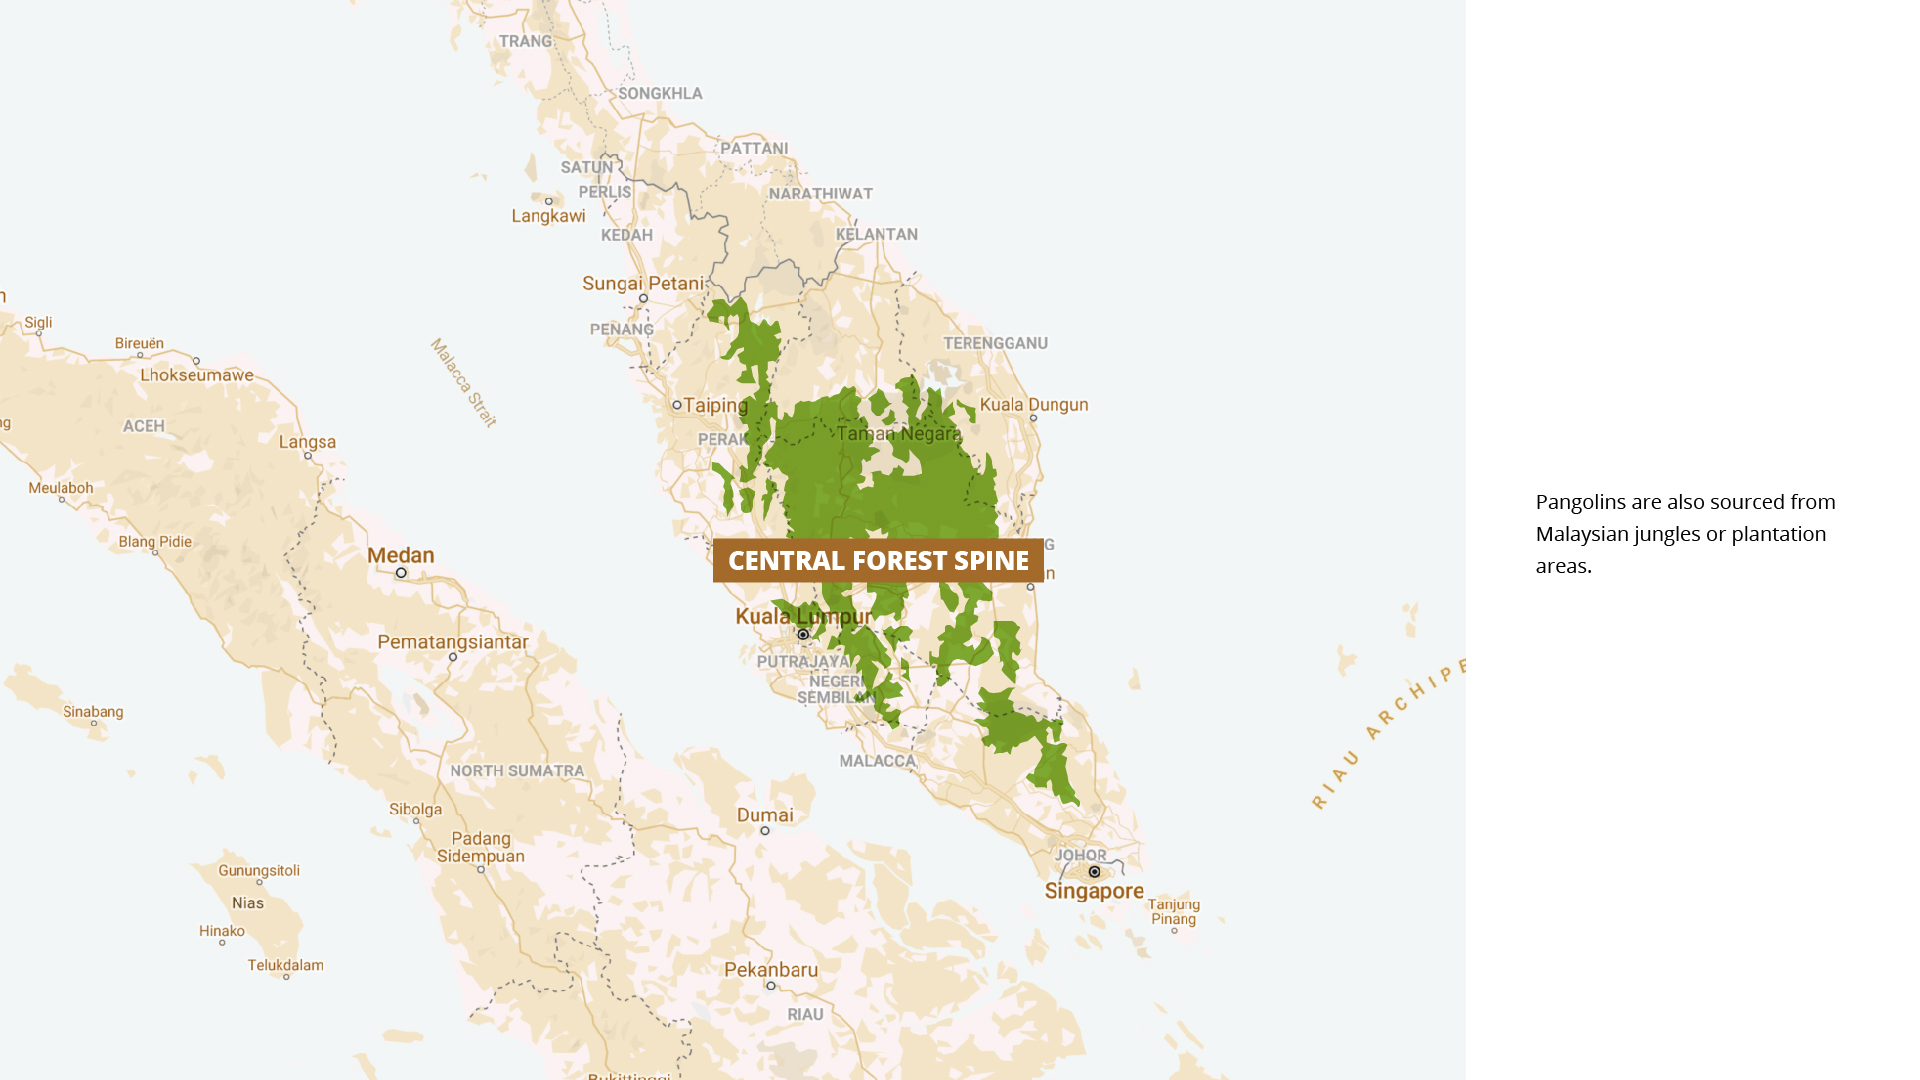 TRANG
SONGKHLA
PATTANI
SATUN
PERLIS
NARATHIWAT
Langkawi
KEDAH
KELANTAN
Sungai Petani
PENANG
Sigli
Bireuén
TERENGGANU
Lhokseumawe
Malacca Strait
Taiping
Kuala Dungun
ACEH
PERAK
Taman Negara
Langsa
Meulaboh
Blang Pidie
Medan
CENTRAL FOREST SPINE
Kuala Lumpur
Pematangsiantar
PUTRAJAYA
NEGERI
SEMBILAN
Sinabang
RIAU ARCHIPE
MALACCA
NORTH SUMATRA
Sibolga
Dumai
Padang
Sidempuan
JOHOR
Singapore
Gunungsitoli
Nias
Tanjung
Pinang
Hinako
Telukdalam
Pekanbaru
RIAU
Bukittinggi
Pangolins are also sourced from
Malaysian jungles or plantation
areas.